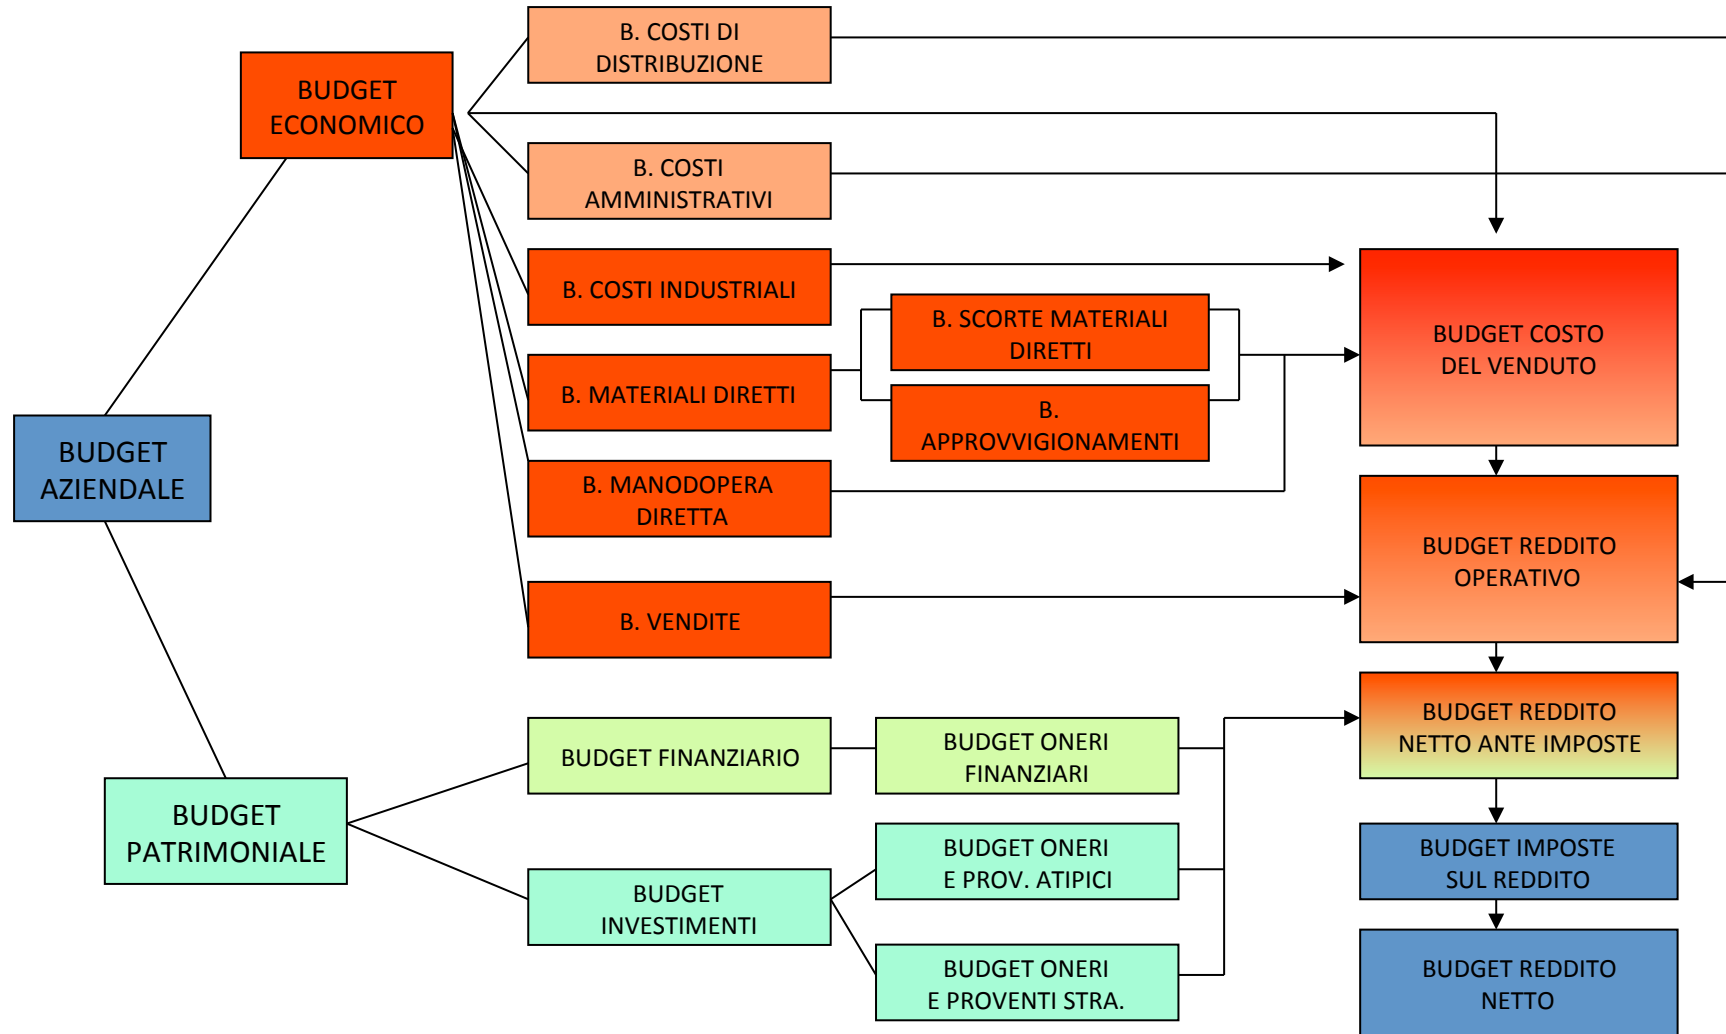 B. COSTI DI
DISTRIBUZIONE
BUDGET
ECONOMICO
B. COSTI
AMMINISTRATIVI
B. COSTI INDUSTRIALI
B. SCORTE MATERIALI
DIRETTI
BUDGET COSTO
DEL VENDUTO
B. MATERIALI DIRETTI
B.
APPROVVIGIONAMENTI
BUDGET
AZIENDALE
B. MANODOPERA
DIRETTA
BUDGET REDDITO
OPERATIVO
B. VENDITE
BUDGET REDDITO
NETTO ANTE IMPOSTE
BUDGET FINANZIARIO
BUDGET ONERI
FINANZIARI
BUDGET
PATRIMONIALE
BUDGET ONERI
E PROV. ATIPICI
BUDGET IMPOSTE
SUL REDDITO
BUDGET
INVESTIMENTI
BUDGET ONERI
E PROVENTI STRA.
BUDGET REDDITO
NETTO